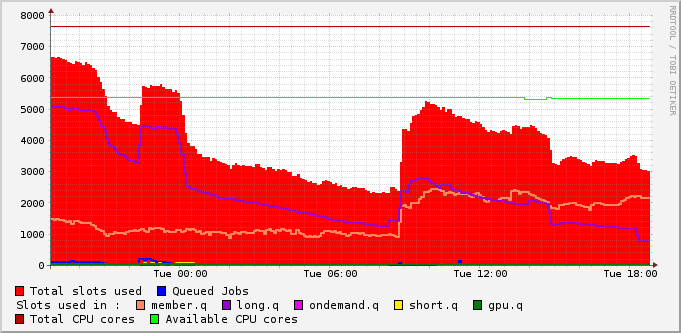 8000
7000
6000
5000
4000
3000
2000
1000
0
Tue 00:00 Tue 06:00 Tue 12:00 Tue 18:00
RRDTOOL / TOBI OETIKER
Total slots used Queued Jobs
Slots used in : member.q long.q ondemand.q short.q gpu.q
Total CPU cores Available CPU cores